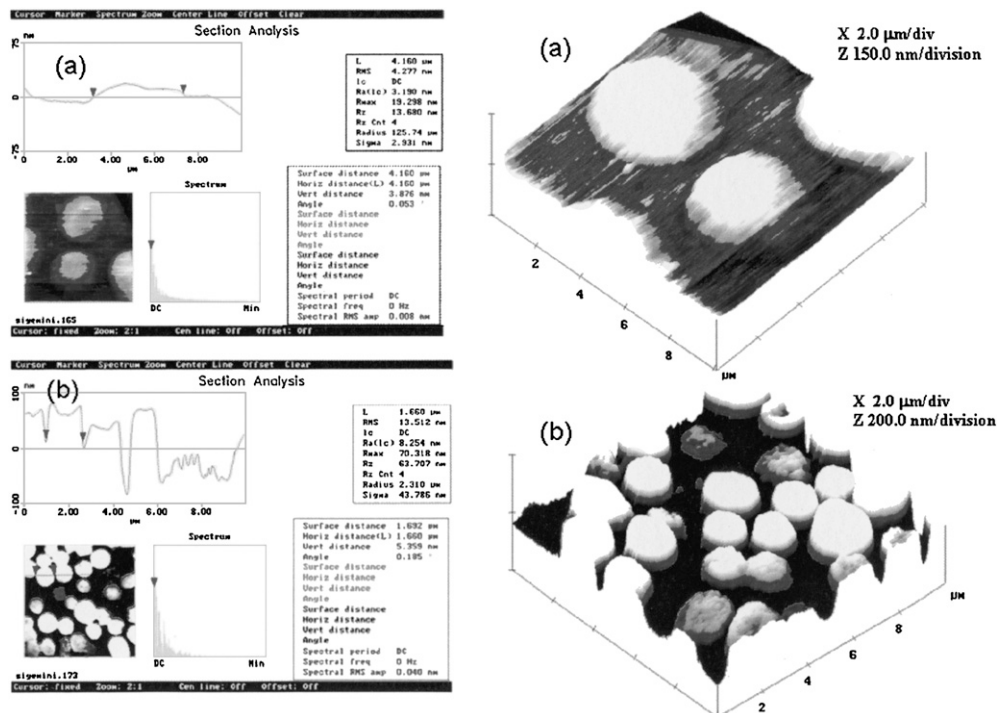 Cursor Marker Spectrum Zoom Center Line Offset Clear
Section Analysis
(a)
nm
75
0
-75
0 2.00 4.00 6.00 8.00
µm
L 4.160 µm
RMS 4.277 nm
lc DC
Ra(lc) 3.190 nm
Rmax 19.298 nm
Rz 13.680 nm
Rz Cnt 4
Radius 125.74 µm
Sigma 2.931 nm
Spectrum
DC Min
Surface distance 4.160 µm
Horiz distance(L) 4.160 µm
Vert distance 3.876 nm
Angle 0.053 °
Surface distance
Horiz distance
Vert distance
Angle
Surface distance
Horiz distance
Vert distance
Angle
Spectral period DC
Spectral freq 0 Hz
Spectral RMS amp 0.008 nm
sigemini.165
Cursor: fixed Zoom: 2:1 Cen line: Off Offset: Off
(a)
X 2.0 µm/div
Z 150.0 nm/division
2
4
6
8
µM
Cursor Marker Spectrum Zoom Center Line Offset Clear
Section Analysis
(b)
nm
100
0
-100
0 2.00 4.00 6.00 8.00
µm
L 1.660 µm
RMS 13.512 nm
lc DC
Ra(lc) 8.254 nm
Rmax 70.318 nm
Rz 63.707 nm
Rz Cnt 4
Radius 2.310 µm
Sigma 43.786 nm
Spectrum
DC Min
Surface distance 1.692 µm
Horiz distance(L) 1.660 µm
Vert distance 5.359 nm
Angle 0.185 °
Surface distance
Horiz distance
Vert distance
Angle
Surface distance
Horiz distance
Vert distance
Angle
Spectral period DC
Spectral freq 0 Hz
Spectral RMS amp 0.040 nm
sigemini.173
Cursor: fixed Zoom: 2:1 Cen line: Off Offset: Off
(b)
X 2.0 µm/div
Z 200.0 nm/division
µM
8
6
4
2